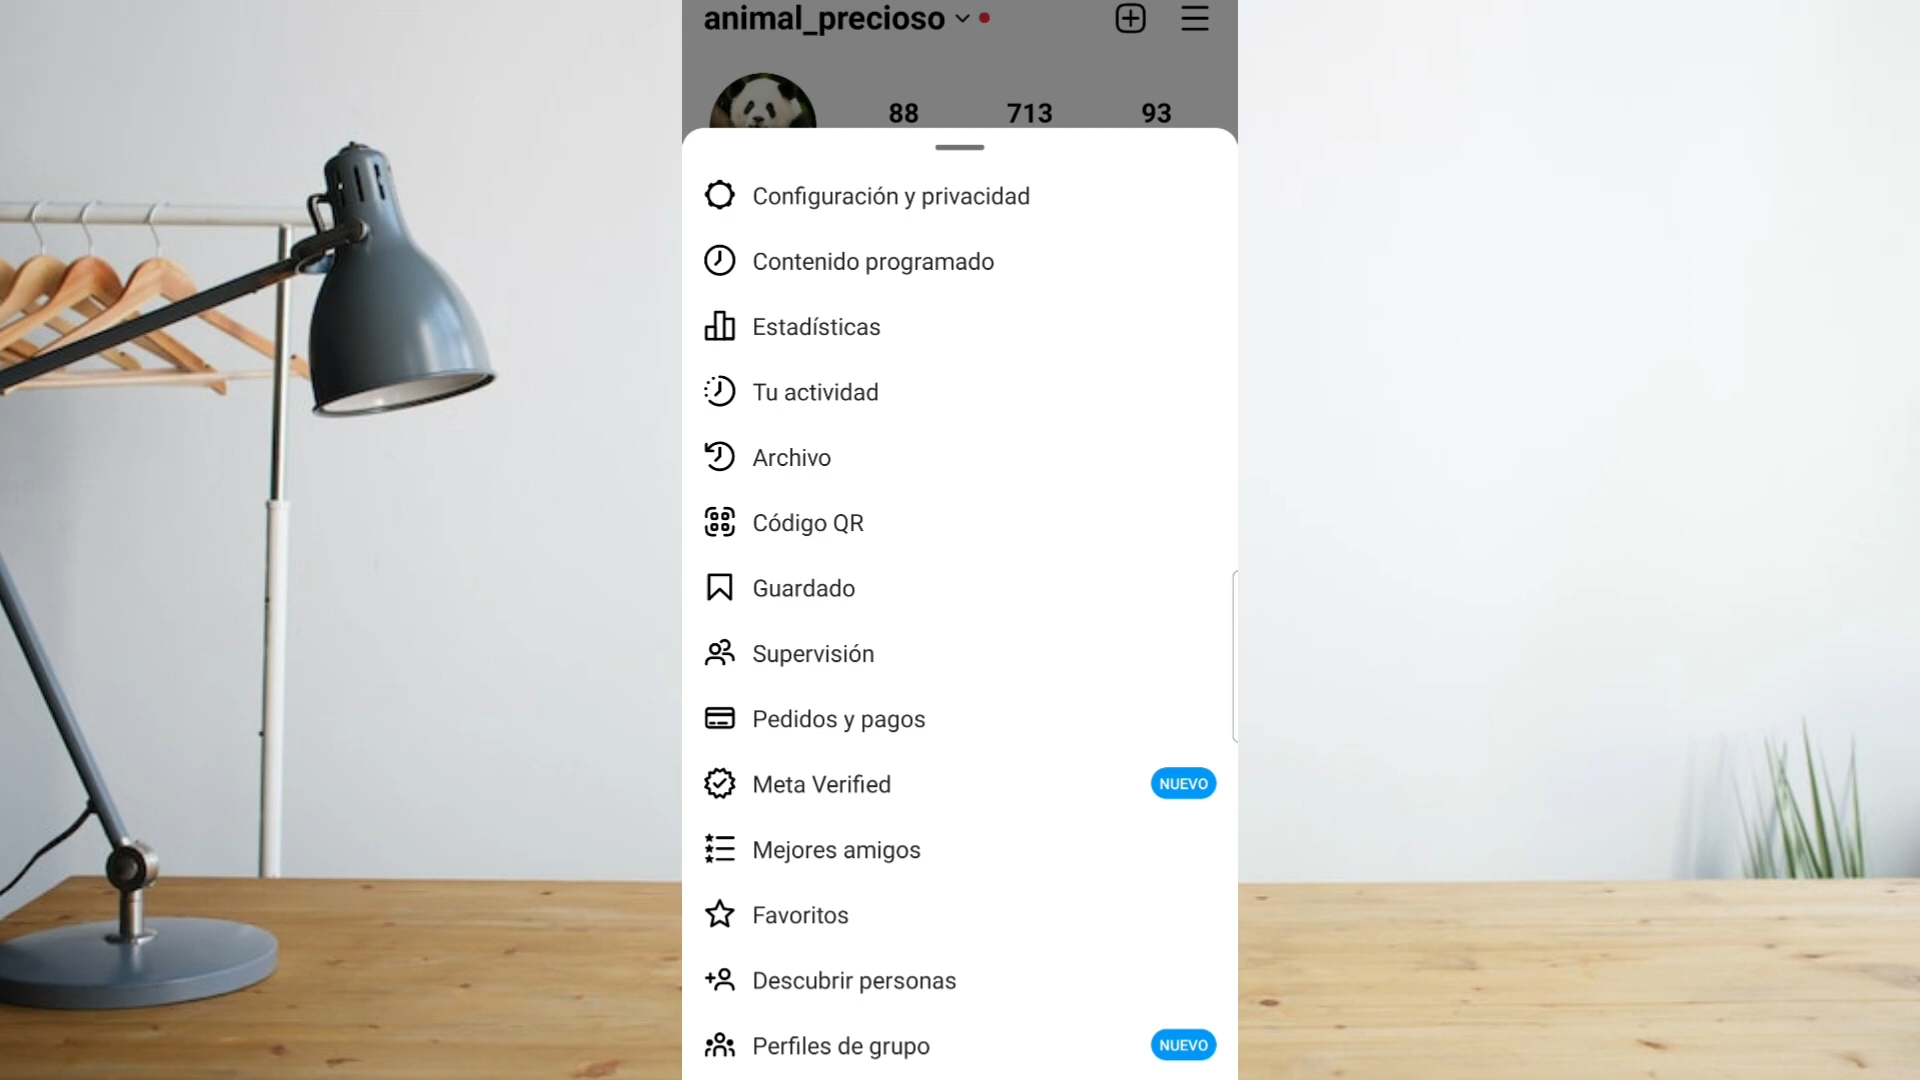 animal_precioso
88 713 93
Configuración y privacidad
Contenido programado
Estadísticas
Tu actividad
Archivo
Código QR
Guardado
Supervisión
Pedidos y pagos
Meta Verified NUEVO
Mejores amigos
Favoritos
Descubrir personas
Perfiles de grupo NUEVO